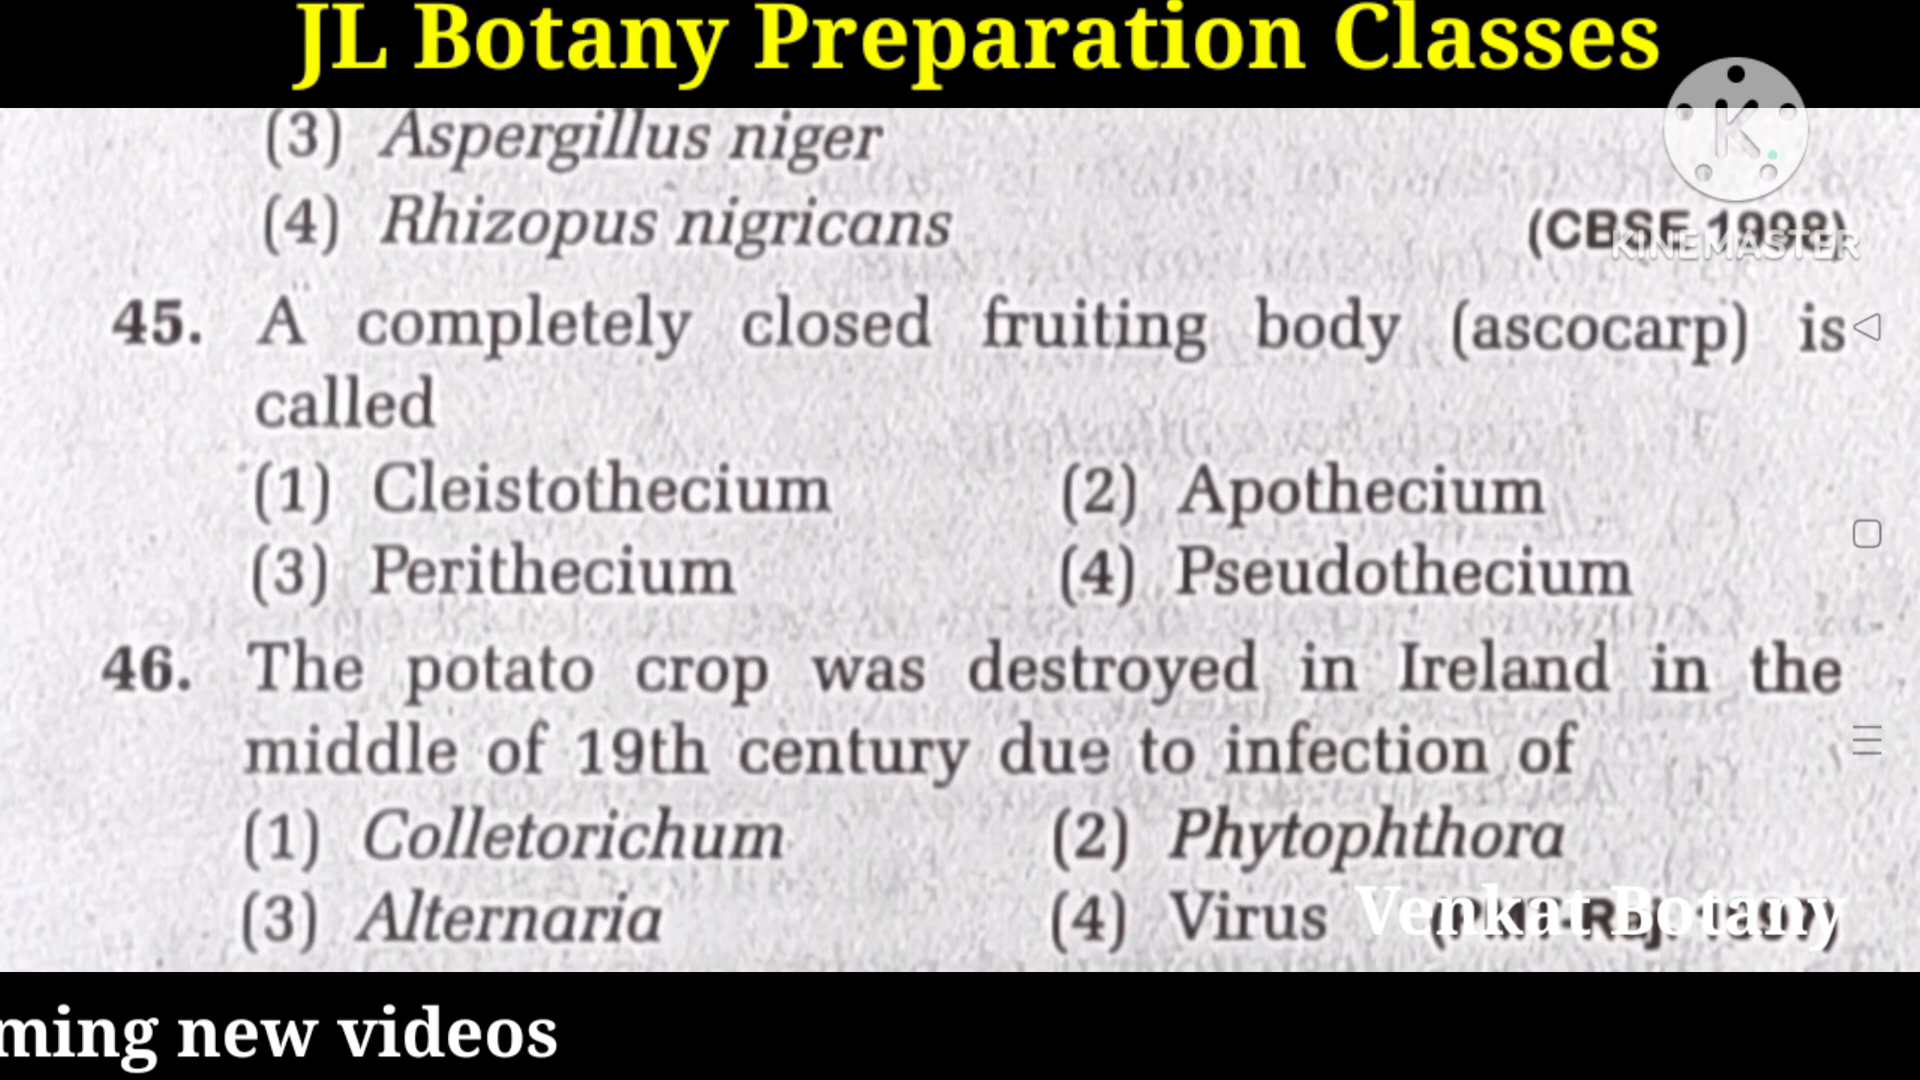 JL Botany Preparation Classes
(3) Aspergillus niger
(4) Rhizopus nigricans (CBSE 1998)
K
KINEMASTER
45. A completely closed fruiting body (ascocarp) is
called
(1) Cleistothecium (2) Apothecium
(3) Perithecium (4) Pseudothecium
46. The potato crop was destroyed in Ireland in the
middle of 19th century due to infection of
(1) Colletorichum (2) Phytophthora
(3) Alternaria (4) Virus
Venkat Botany
ming new videos